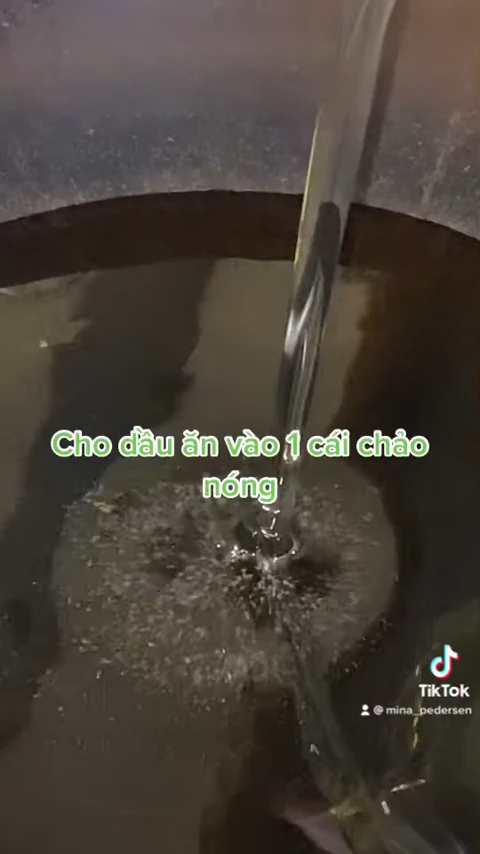 Cho dầu ăn vào 1 cái chảo
nóng
TikTok
@ mina_pedersen